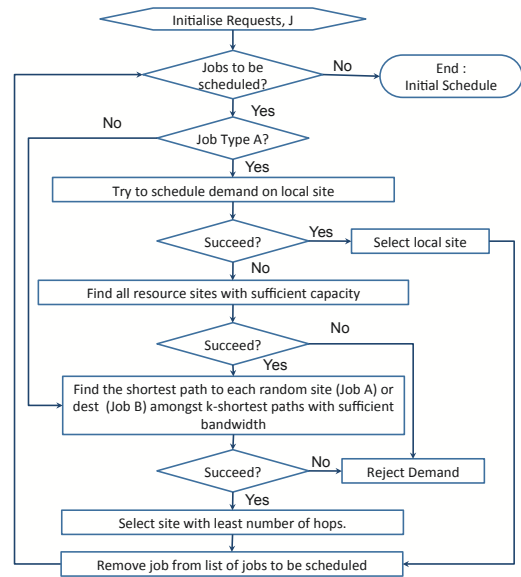 Initialise Requests, J
Jobs to be
scheduled?
No
End :
Initial Schedule
Yes
No
Job Type A?
Yes
Try to schedule demand on local site
Succeed?
Yes
Select local site
No
Find all resource sites with sufficient capacity
Succeed?
No
Yes
Find the shortest path to each random site (Job A) or
dest (Job B) amongst k-shortest paths with sufficient
bandwidth
Succeed?
No
Reject Demand
Yes
Select site with least number of hops.
Remove job from list of jobs to be scheduled